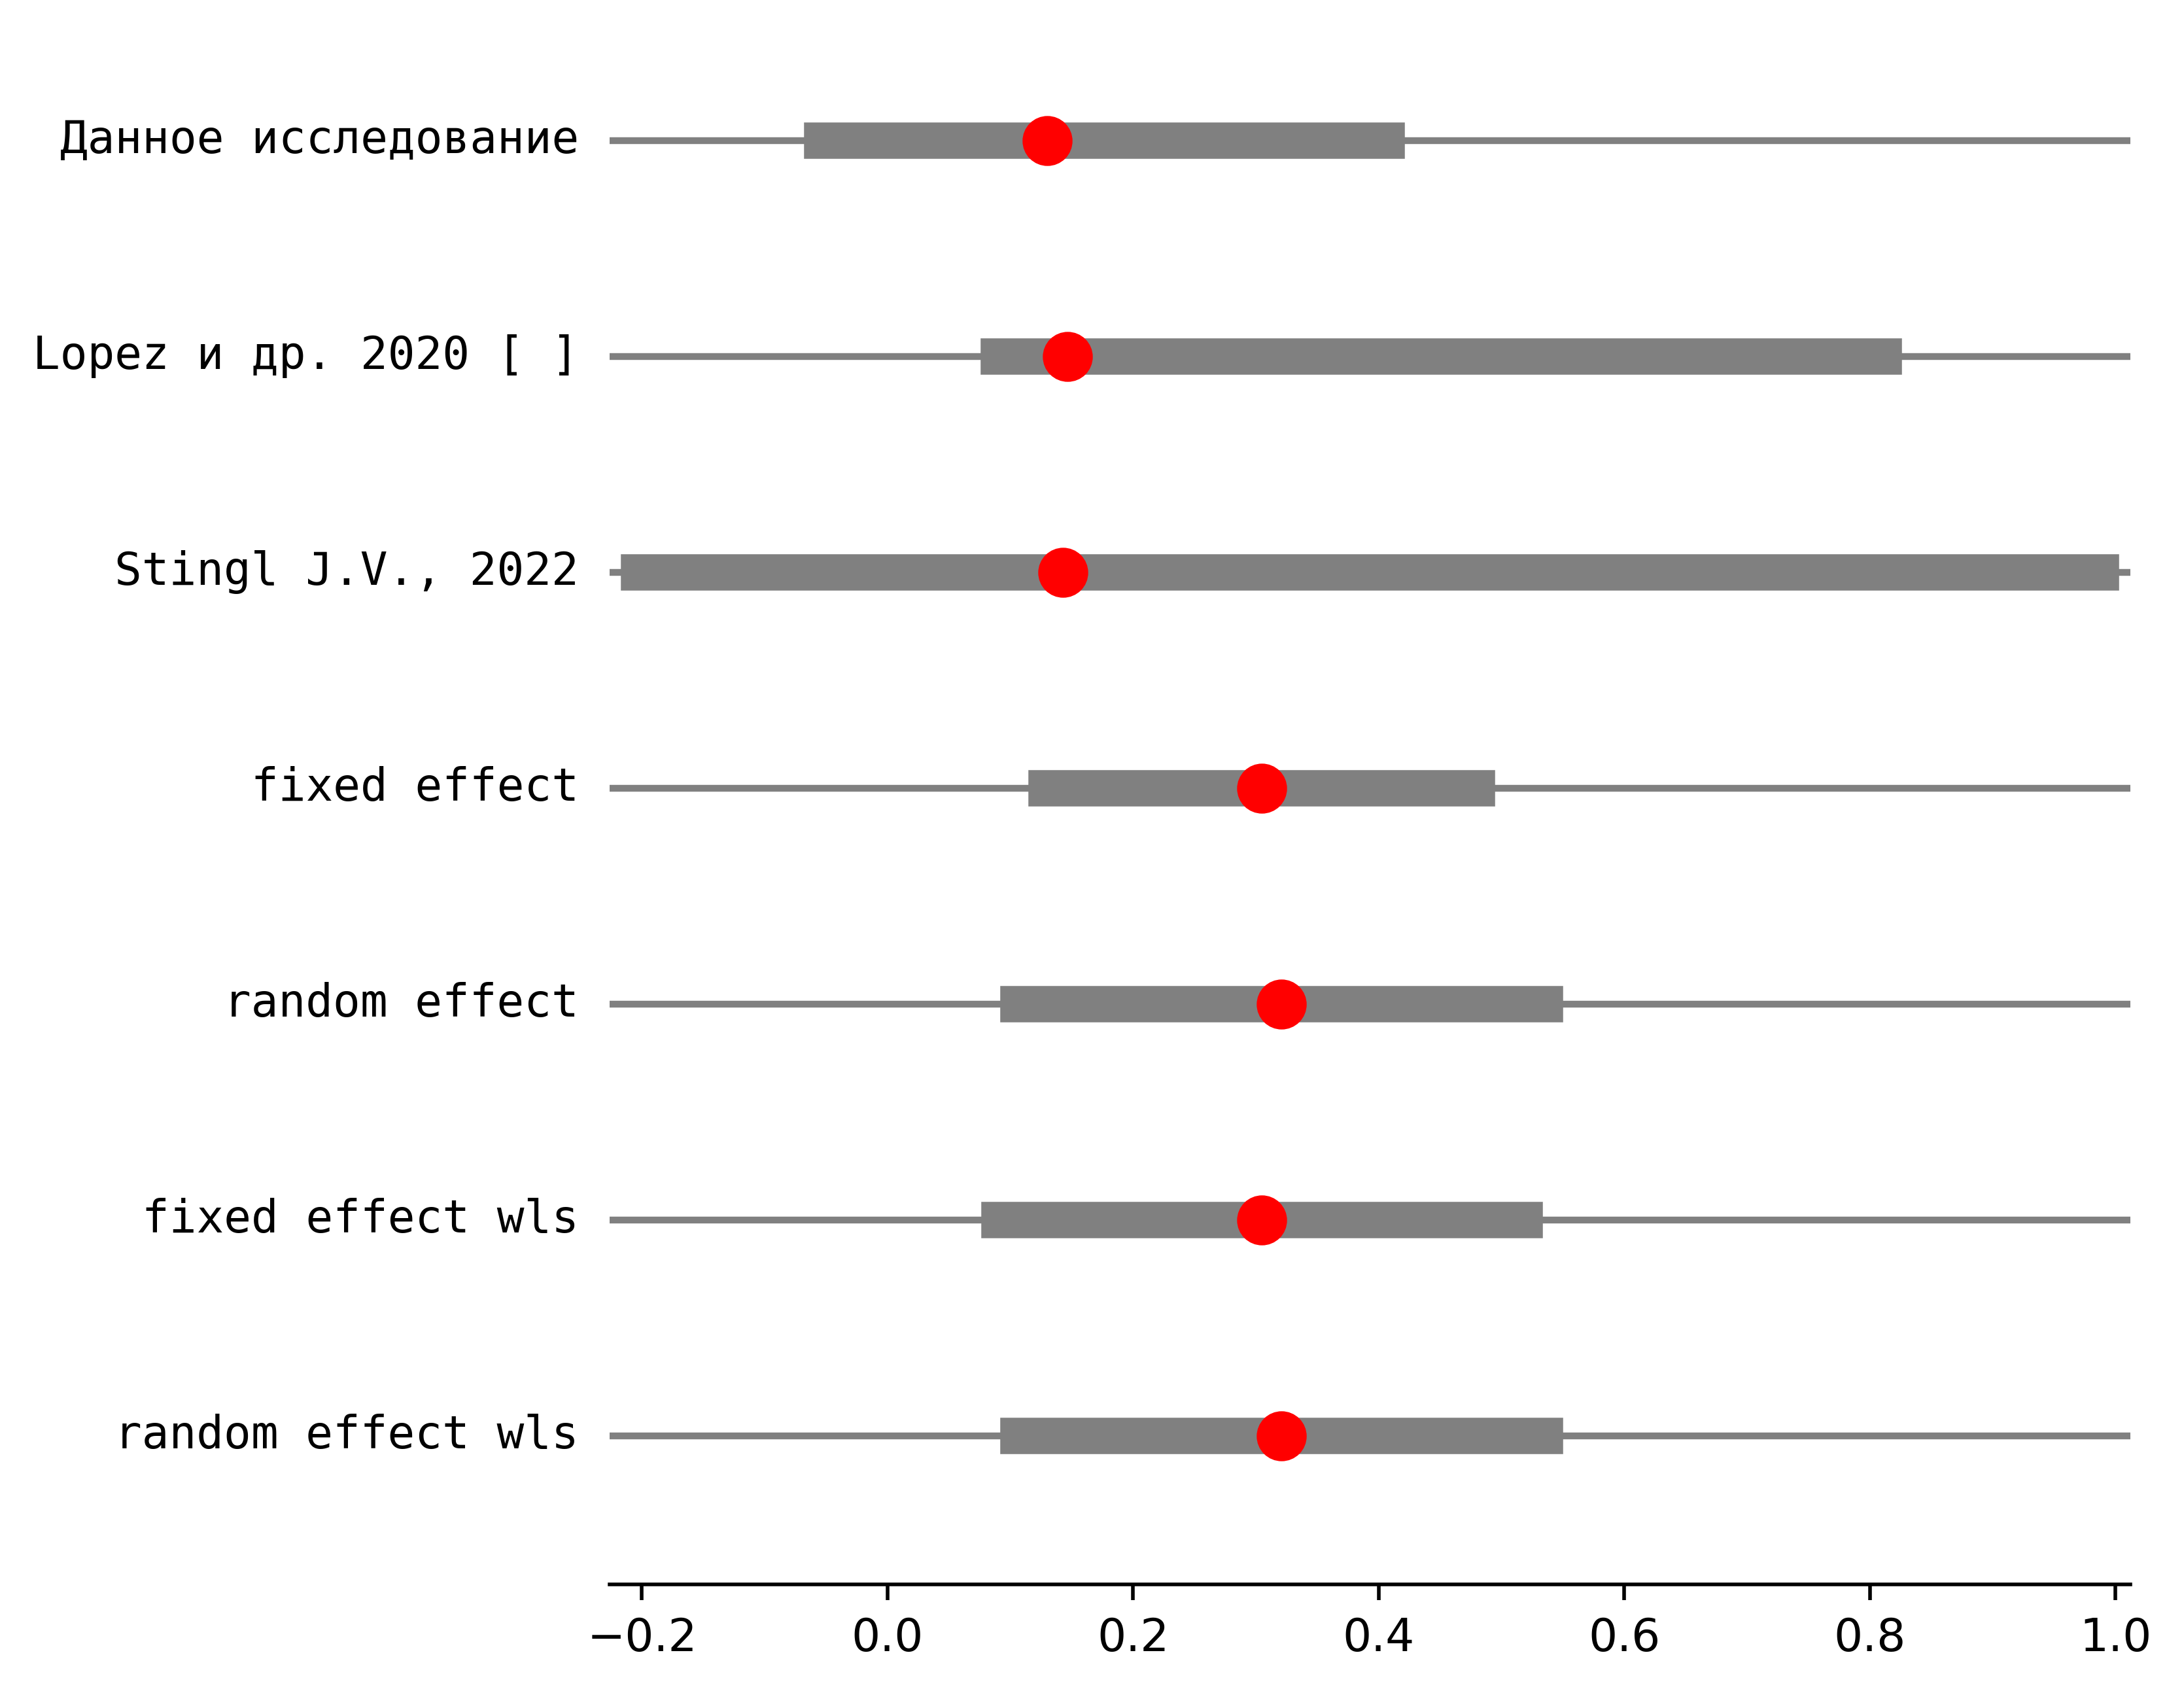 Данное исследование
Lopez и др. 2020 [ ]
Stingl J.V., 2022
fixed effect
random effect
fixed effect wls
random effect wls
−0.2 0.0 0.2 0.4 0.6 0.8 1.0